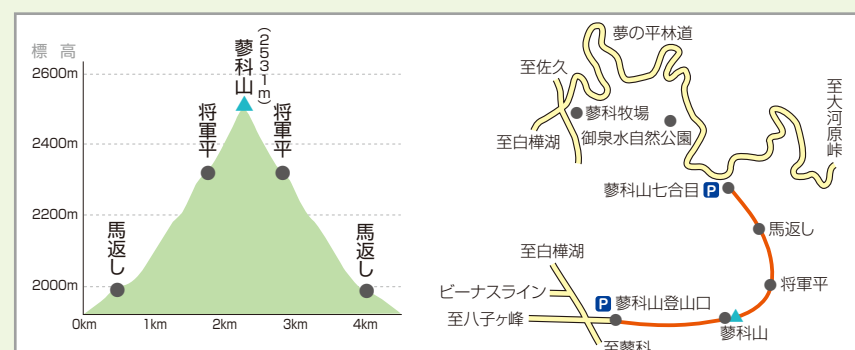 標高
2600m
2400m
2200m
2000m
0km
1km
2km
3km
4km
馬返し
将軍平
蓼科山
(2531m)
将軍平
馬返し
夢の平林道
至佐久
蓼科牧場
至白樺湖
御泉水自然公園
至大河原峠
蓼科山七合目 P
馬返し
将軍平
至白樺湖
ビーナスライン
P 蓼科山登山口
至八子ヶ峰
蓼科山
至蓼科